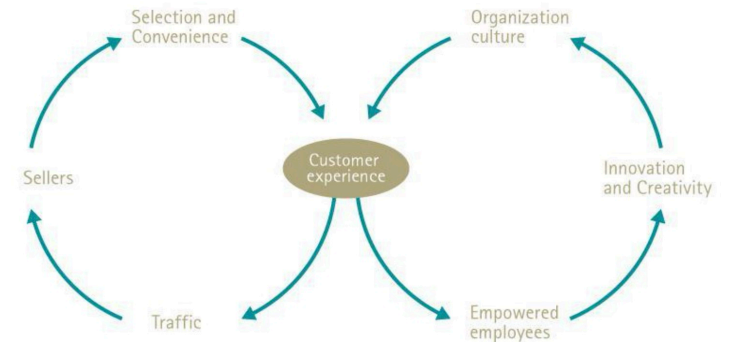 Selection and
Convenience
Organization
culture
Customer
experience
Sellers
Innovation
and Creativity
Traffic
Empowered
employees